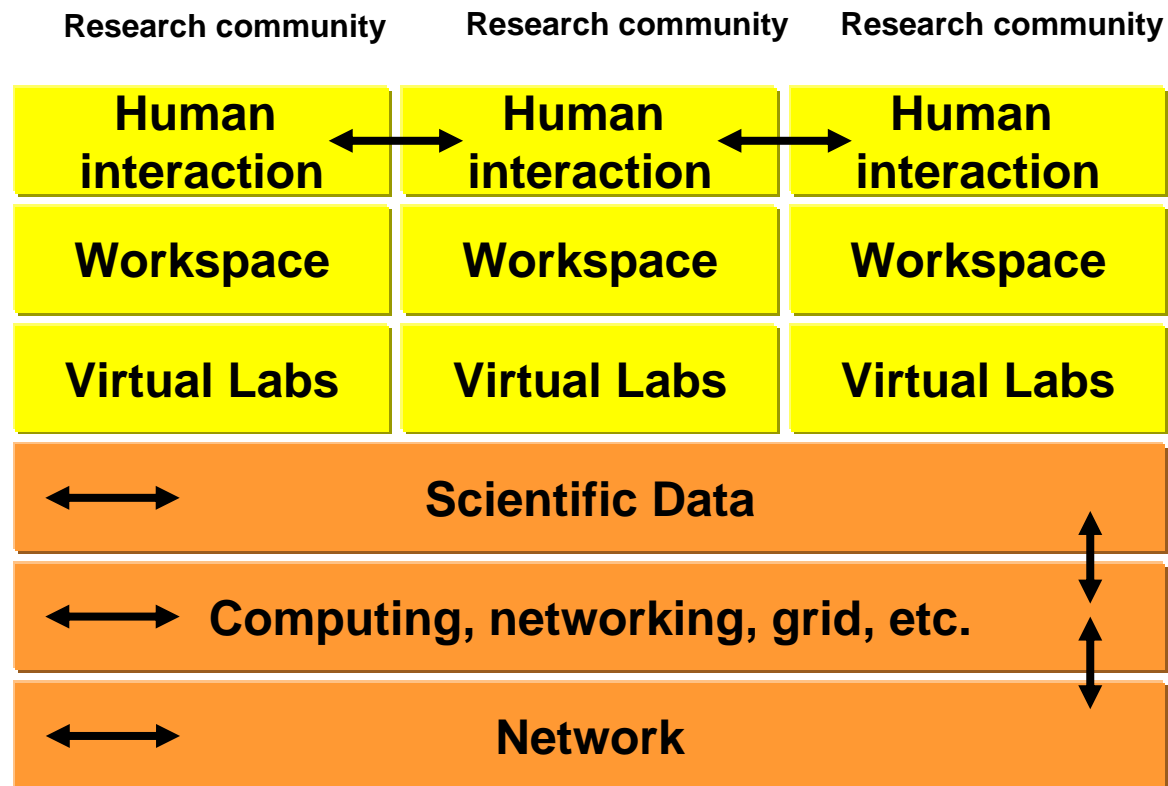 Research community Research community Research community
Human interaction Human interaction Human interaction
Workspace Workspace Workspace
Virtual Labs Virtual Labs Virtual Labs
Scientific Data
Computing, networking, grid, etc.
Network